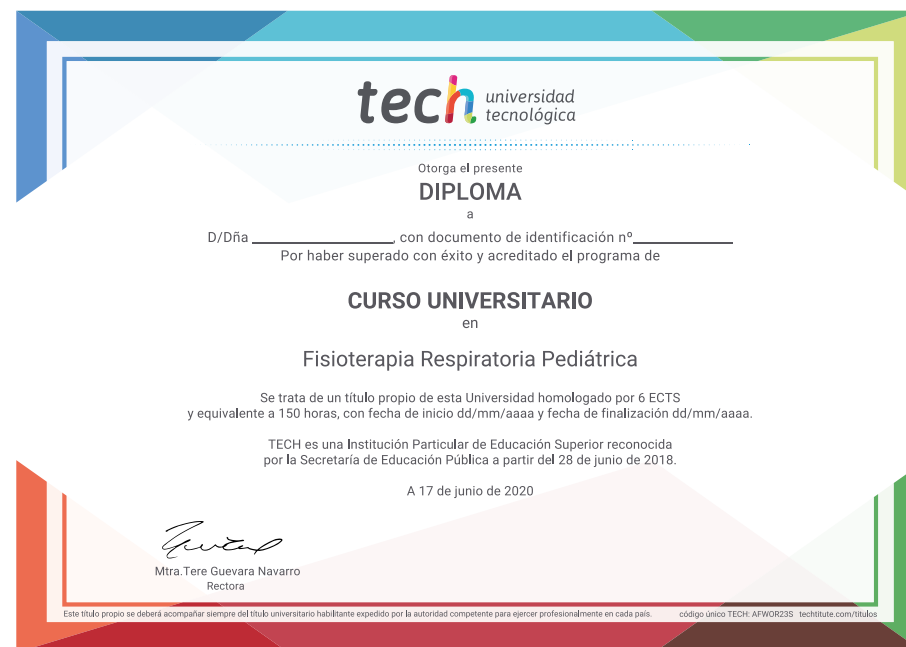 tech universidad
tecnológica
Otorga el presente
DIPLOMA
a
D/Dña ____________________, con documento de identificación nº______________
Por haber superado con éxito y acreditado el programa de
CURSO UNIVERSITARIO
en
Fisioterapia Respiratoria Pediátrica
Se trata de un título propio de esta Universidad homologado por 6 ECTS
y equivalente a 150 horas, con fecha de inicio dd/mm/aaaa y fecha de finalización dd/mm/aaaa.
TECH es una Institución Particular de Educación Superior reconocida
por la Secretaría de Educación Pública a partir del 28 de junio de 2018.
A 17 de junio de 2020
Mtra.Tere Guevara Navarro
Rectora
Este título propio se deberá acompañar siempre del título universitario habilitante expedido por la autoridad competente para ejercer profesionalmente en cada país. código único TECH: AFWOR23S techtitute.com/títulos